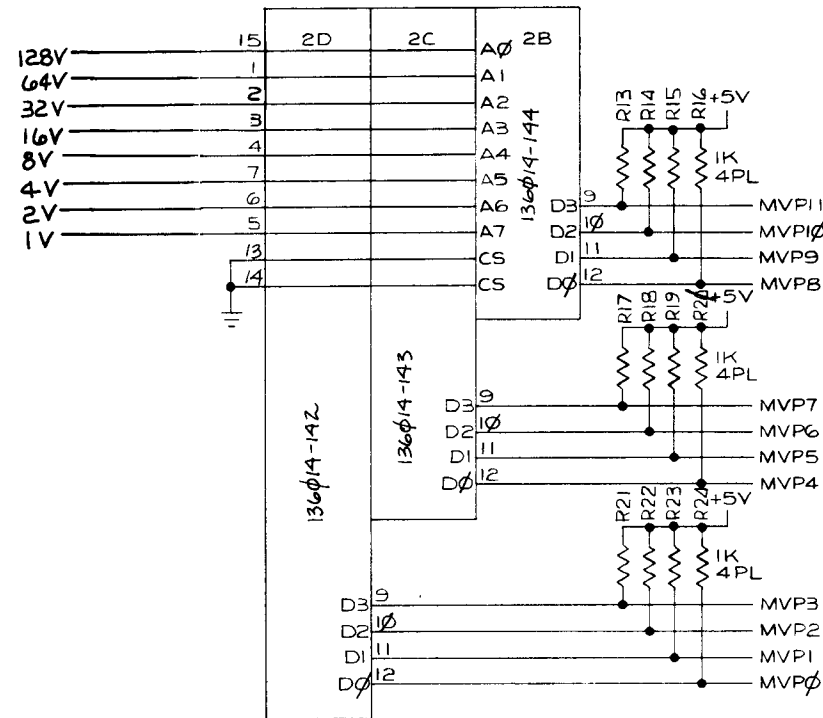 15 2D 2C 2B
128V AØ
64V 1 A1
32V 2 A2
16V 3 A3
8V 4 A4
4V 7 A5
2V 6 A6
1V 5 A7
13 CS
14 CS
136Ø14-144
D3 9 MVP11
D2 1Ø MVP1Ø
D1 11 MVP9
DØ 12 MVP8
R13 R14 R15 R16 +5V
1K
4PL
136Ø14-143
R17 R18 R19 R20 +5V
1K
4PL
D3 9 MVP7
D2 1Ø MVP6
D1 11 MVP5
DØ 12 MVP4
136Ø14-142
R21 R22 R23 R24 +5V
1K
4PL
D3 9 MVP3
D2 1Ø MVP2
D1 11 MVP1
DØ 12 MVPØ